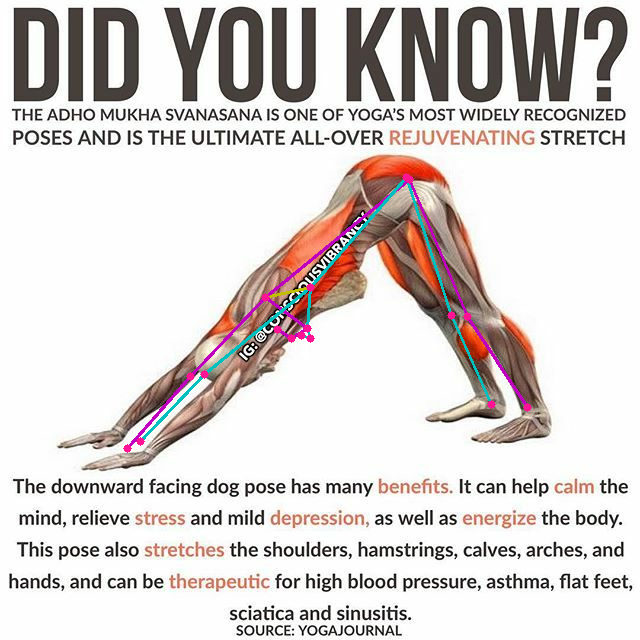 DID YOU KNOW?
THE ADHO MUKHA SVANASANA IS ONE OF YOGA'S MOST WIDELY RECOGNIZED
POSES AND IS THE ULTIMATE ALL-OVER REJUVENATING STRETCH
IG: @CONSCIOUSVIBRANCY
The downward facing dog pose has many benefits. It can help calm the
mind, relieve stress and mild depression, as well as energize the body.
This pose also stretches the shoulders, hamstrings, calves, arches, and
hands, and can be therapeutic for high blood pressure, asthma, flat feet,
sciatica and sinusitis.
SOURCE: YOGAJOURNAL